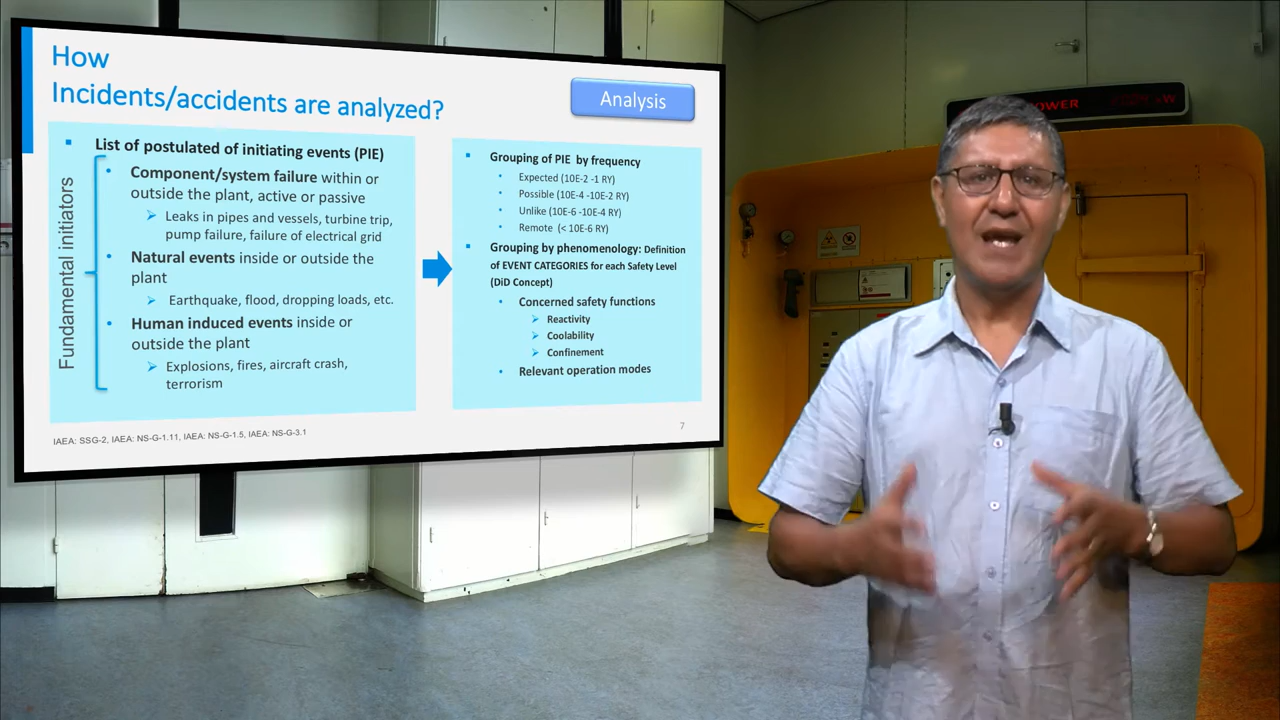 How
Incidents/accidents are analyzed?
Analysis
List of postulated of initiating events (PIE)
Fundamental initiators
Component/system failure within or
outside the plant, active or passive
Leaks in pipes and vessels, turbine trip,
pump failure, failure of electrical grid
Natural events inside or outside the
plant
Earthquake, flood, dropping loads, etc.
Human induced events inside or
outside the plant
Explosions, fires, aircraft crash,
terrorism
Grouping of PIE by frequency
Expected (10E-2 -1 RY)
Possible (10E-4 -10E-2 RY)
Unlike (10E-6 -10E-4 RY)
Remote (< 10E-6 RY)
Grouping by phenomenology: Definition
of EVENT CATEGORIES for each Safety Level
(DiD Concept)
Concerned safety functions
Reactivity
Coolability
Confinement
Relevant operation modes
IAEA: SSG-2, IAEA: NS-G-1.11, IAEA: NS-G-1.5, IAEA: NS-G-3.1
7
POWER